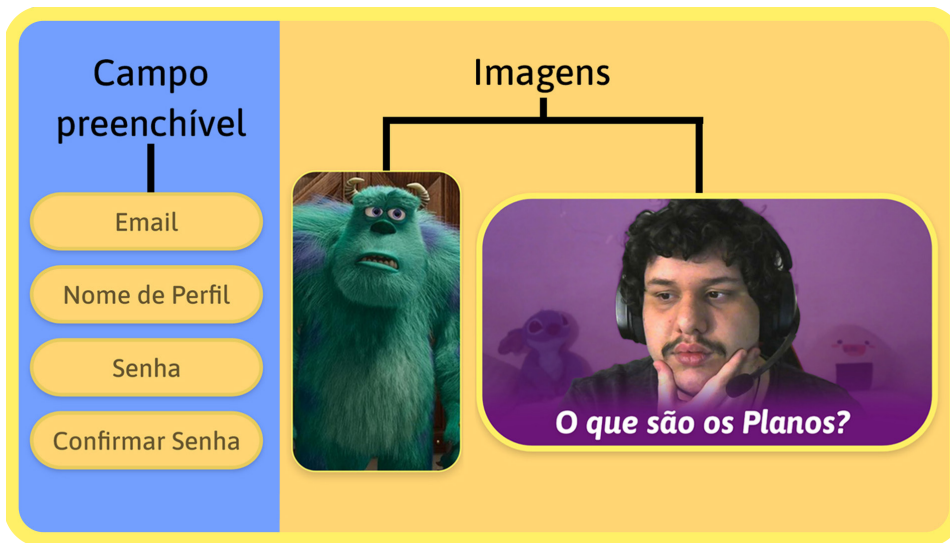 Campo
preenchível
Email
Nome de Perfil
Senha
Confirmar Senha
Imagens
O que são os Planos?